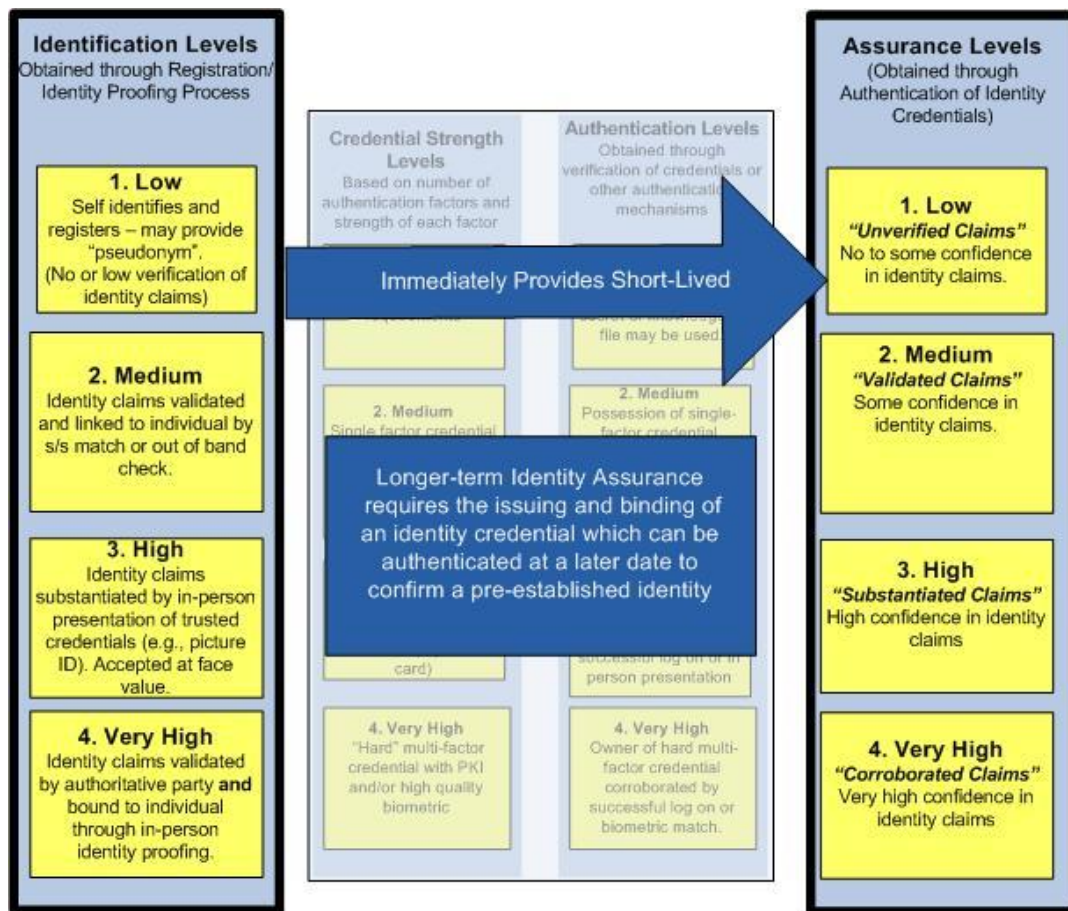 Identification Levels
Obtained through Registration/
Identity Proofing Process
1. Low
Self identifies and
registers – may provide
“pseudonym”.
(No or low verification of
identity claims)
2. Medium
Identity claims validated
and linked to individual by
s/s match or out of band
check.
3. High
Identity claims
substantiated by in-person
presentation of trusted
credentials (e.g., picture
ID). Accepted at face
value.
4. Very High
Identity claims validated
by authoritative party and
bound to individual
through in-person
identity proofing.
Credential Strength
Levels
Based on number of
authentication factors and
strength of each factor
Authentication Levels
Obtained through
verification of credentials or
other authentication
mechanisms
Immediately Provides Short-Lived
file may be used.
2. Medium
Single factor credential
2. Medium
Possession of single-
factor credential
Longer-term Identity Assurance
requires the issuing and binding of
an identity credential which can be
authenticated at a later date to
confirm a pre-established identity
card)
successful log on or in
person presentation
4. Very High
“Hard” multi-factor
credential with PKI
and/or high quality
biometric
4. Very High
Owner of hard multi-
factor credential
corroborated by
successful log on or
biometric match.
Assurance Levels
(Obtained through
Authentication of Identity
Credentials)
1. Low
“Unverified Claims”
No to some confidence
in identity claims.
2. Medium
“Validated Claims”
Some confidence in
identity claims.
3. High
“Substantiated Claims”
High confidence in identity
claims
4. Very High
“Corroborated Claims”
Very high confidence in
identity claims